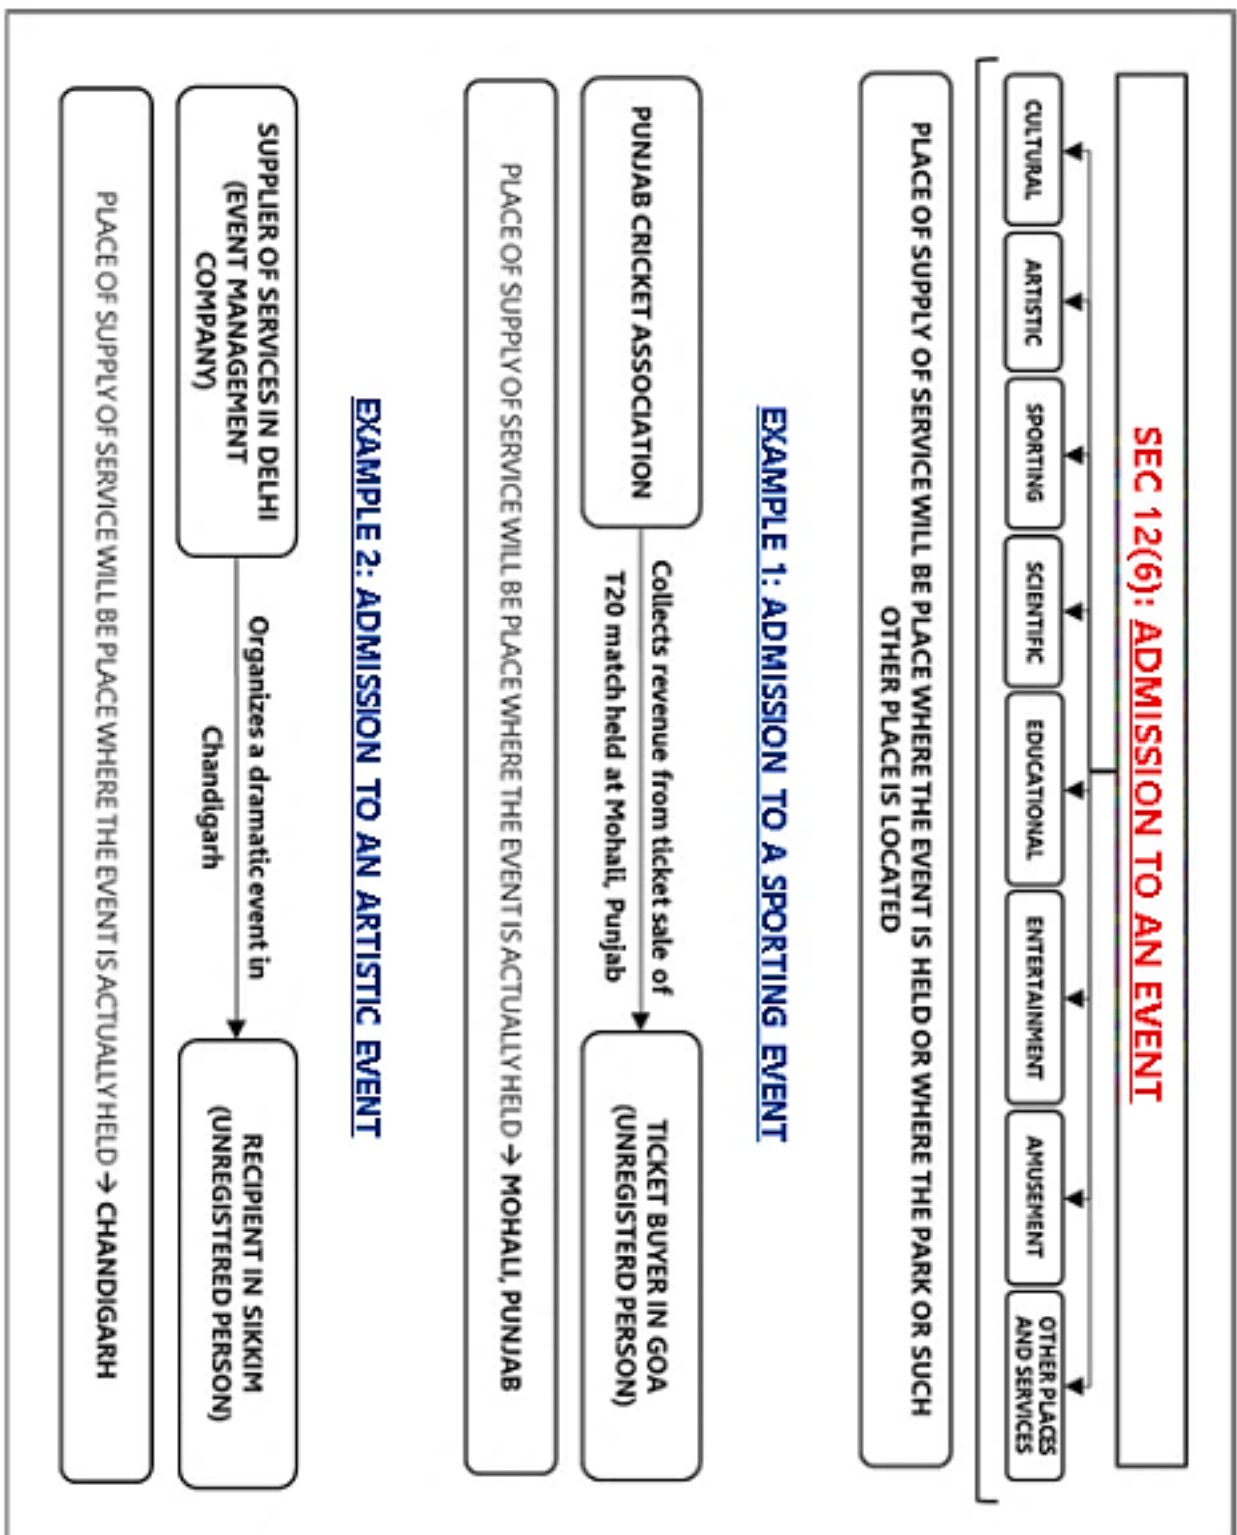 SEC 12(6): ADMISSION TO AN EVENT
CULTURAL
ARTISTIC
SPORTING
SCIENTIFIC
EDUCATIONAL
ENTERTAINMENT
AMUSEMENT
OTHER PLACES
AND SERVICES
PLACE OF SUPPLY OF SERVICE WILL BE PLACE WHERE THE EVENT IS HELD OR WHERE THE PARK OR SUCH
OTHER PLACE IS LOCATED
EXAMPLE 1: ADMISSION TO A SPORTING EVENT
PUNJAB CRICKET ASSOCIATION
Collects revenue from ticket sale of
T20 match held at Mohali, Punjab
TICKET BUYER IN GOA
(UNREGISTERD PERSON)
PLACE OF SUPPLY OF SERVICE WILL BE PLACE WHERE THE EVENT IS ACTUALLY HELD → MOHALI, PUNJAB
EXAMPLE 2: ADMISSION TO AN ARTISTIC EVENT
SUPPLIER OF SERVICES IN DELHI
(EVENT MANAGEMENT
COMPANY)
Organizes a dramatic event in
Chandigarh
RECIPIENT IN SIKKIM
(UNREGISTERED PERSON)
PLACE OF SUPPLY OF SERVICE WILL BE PLACE WHERE THE EVENT IS ACTUALLY HELD → CHANDIGARH